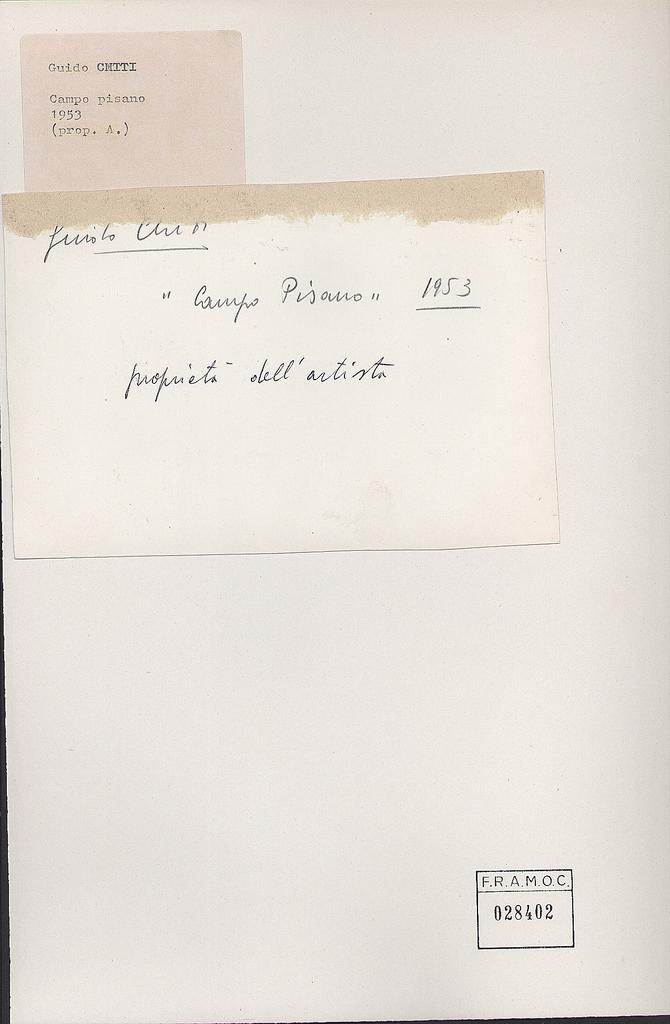 Guido CHITI
Campo pisano
1953
(prop. A.)
Guido Chiti
" Campo Pisano " 1953
proprietà dell'artista
F.R.A.M.O.C.
028402